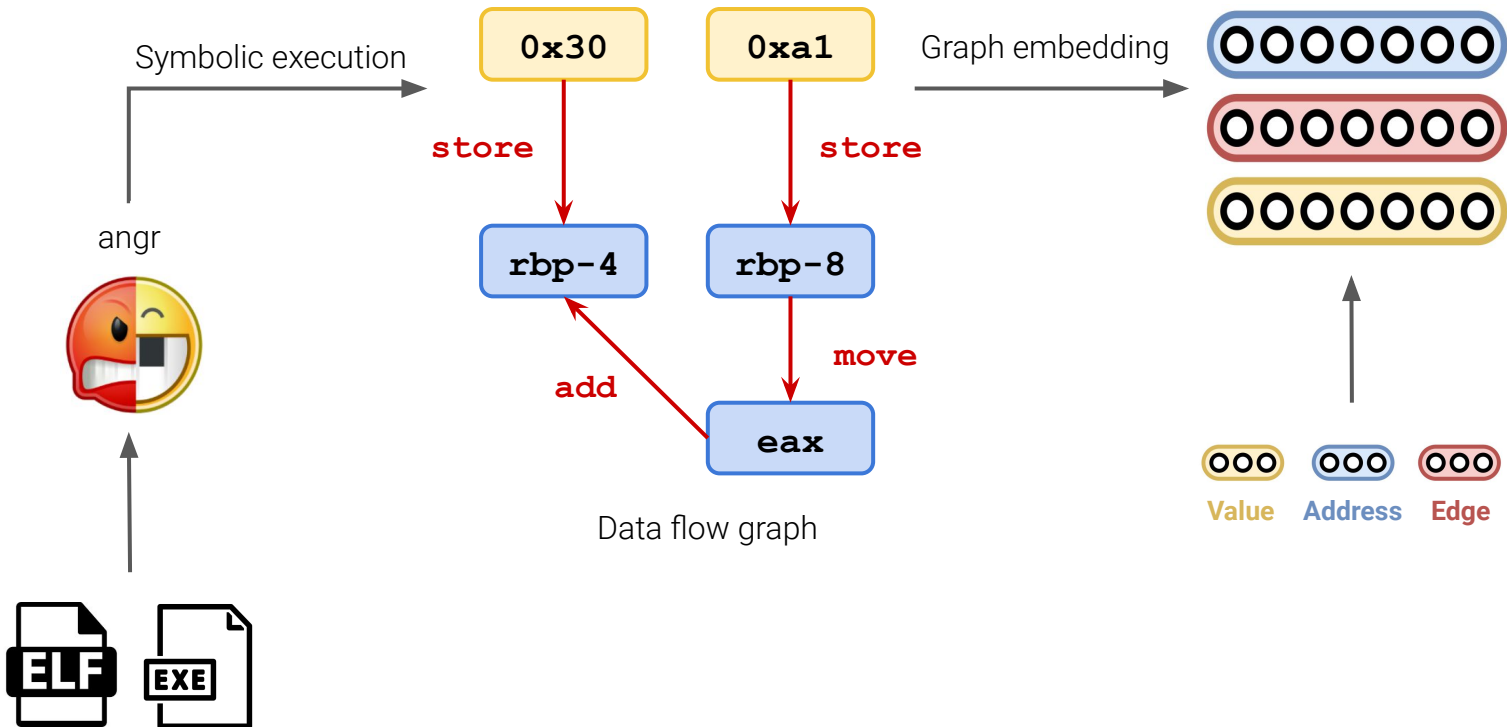 Symbolic execution
angr
ELF
EXE
0x30
0xa1
store
store
rbp-4
rbp-8
add
move
eax
Data flow graph
Graph embedding
Value
Address
Edge